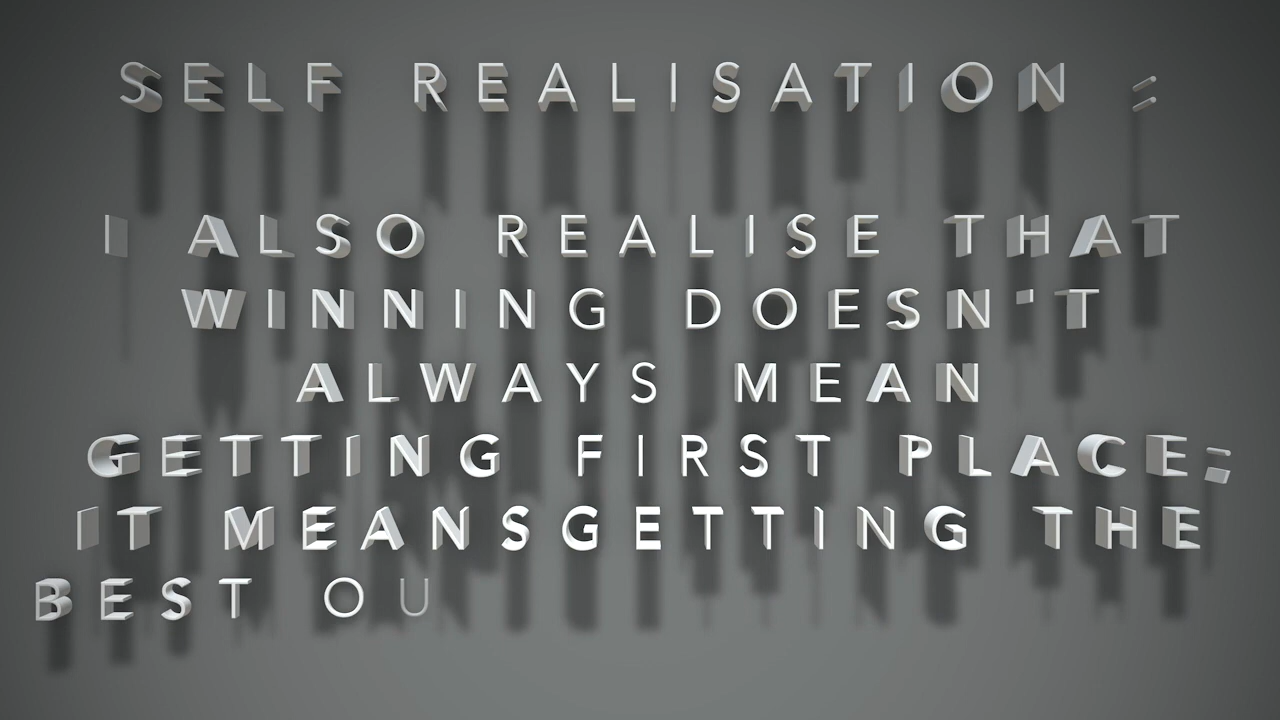 SELF REALISATION :
I ALSO REALISE THAT
WINNING DOESN'T
ALWAYS MEAN
GETTING FIRST PLACE;
IT MEANSGETTING THE
BEST OU